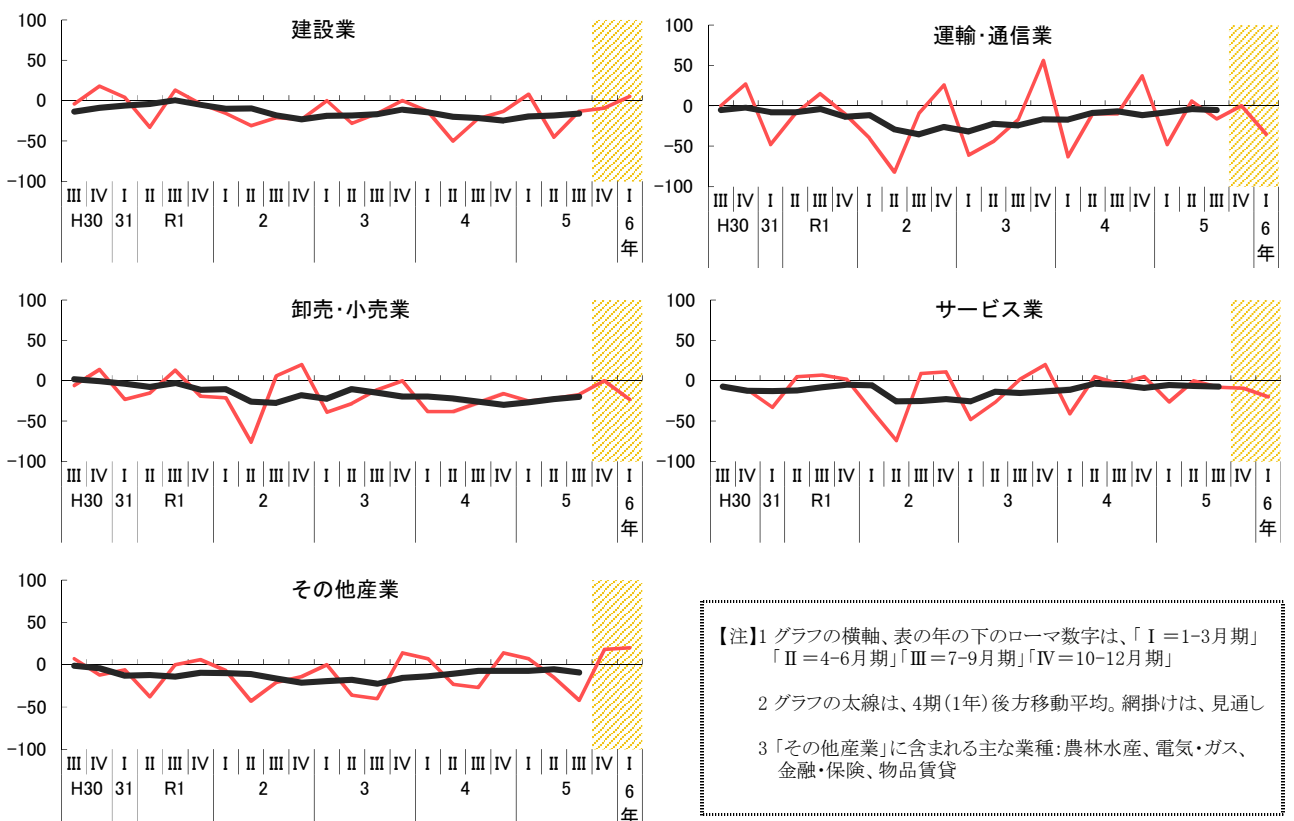 建設業
100
50
0
-50
-100
Ⅲ Ⅳ Ⅰ Ⅱ Ⅲ Ⅳ Ⅰ Ⅱ Ⅲ Ⅳ Ⅰ Ⅱ Ⅲ Ⅳ Ⅰ Ⅱ Ⅲ Ⅳ Ⅰ Ⅱ Ⅲ Ⅳ Ⅰ
H30 31 R1 2 3 4 5 6
年
運輸・通信業
100
50
0
-50
-100
Ⅲ Ⅳ Ⅰ Ⅱ Ⅲ Ⅳ Ⅰ Ⅱ Ⅲ Ⅳ Ⅰ Ⅱ Ⅲ Ⅳ Ⅰ Ⅱ Ⅲ Ⅳ Ⅰ Ⅱ Ⅲ Ⅳ Ⅰ
H30 31 R1 2 3 4 5 6
年
卸売・小売業
100
50
0
-50
-100
Ⅲ Ⅳ Ⅰ Ⅱ Ⅲ Ⅳ Ⅰ Ⅱ Ⅲ Ⅳ Ⅰ Ⅱ Ⅲ Ⅳ Ⅰ Ⅱ Ⅲ Ⅳ Ⅰ Ⅱ Ⅲ Ⅳ Ⅰ
H30 31 R1 2 3 4 5 6
年
サービス業
100
50
0
-50
-100
Ⅲ Ⅳ Ⅰ Ⅱ Ⅲ Ⅳ Ⅰ Ⅱ Ⅲ Ⅳ Ⅰ Ⅱ Ⅲ Ⅳ Ⅰ Ⅱ Ⅲ Ⅳ Ⅰ Ⅱ Ⅲ Ⅳ Ⅰ
H30 31 R1 2 3 4 5 6
年
その他産業
100
50
0
-50
-100
Ⅲ Ⅳ Ⅰ Ⅱ Ⅲ Ⅳ Ⅰ Ⅱ Ⅲ Ⅳ Ⅰ Ⅱ Ⅲ Ⅳ Ⅰ Ⅱ Ⅲ Ⅳ Ⅰ Ⅱ Ⅲ Ⅳ Ⅰ
H30 31 R1 2 3 4 5 6
年
【注】1 グラフの横軸、表の年の下のローマ数字は、「Ⅰ=1-3月期」
「Ⅱ=4-6月期」「Ⅲ=7-9月期」「Ⅳ=10-12月期」
2 グラフの太線は、4期(1年)後方移動平均。網掛けは、見通し
3 「その他産業」に含まれる主な業種:農林水産、電気・ガス、
金融・保険、物品賃貸